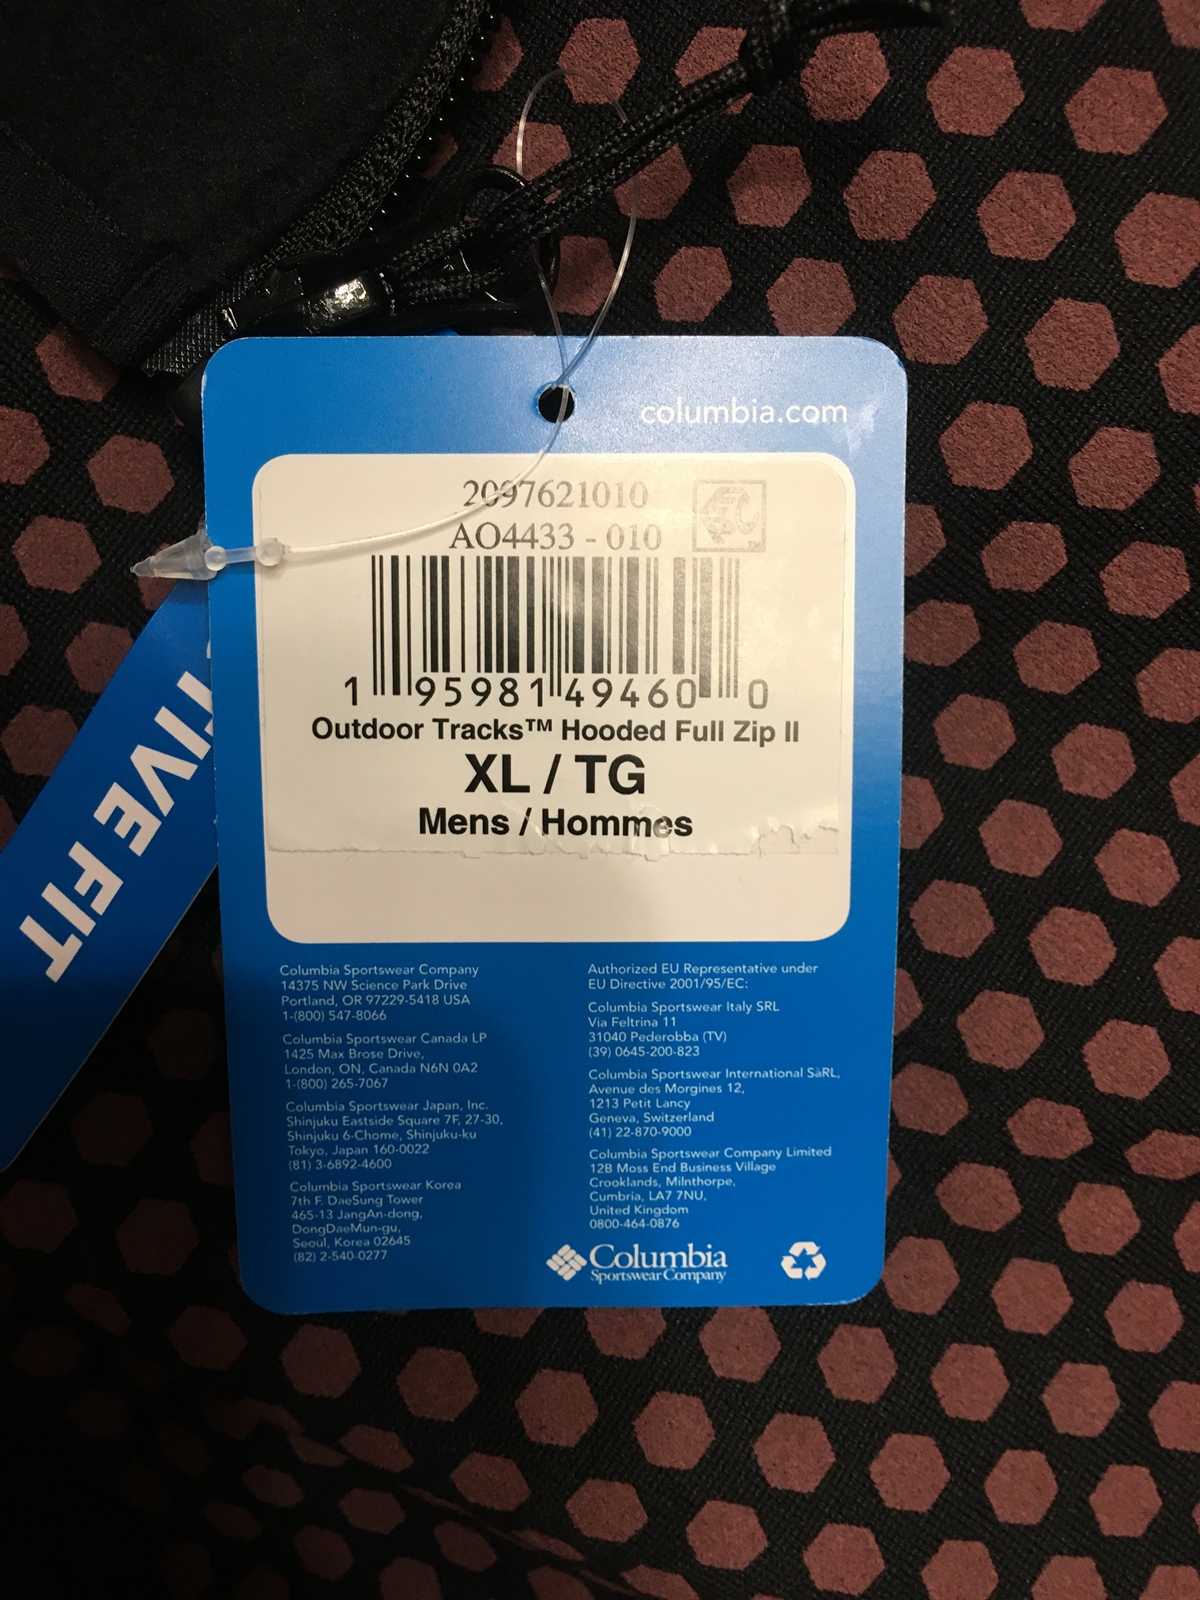 columbia.com
2097621010
AO4433 - 010
1 95981 49460 0
Outdoor Tracks™ Hooded Full Zip II
XL / TG
Mens / Hommes
TIVE FIT
Columbia Sportswear Company
14375 NW Science Park Drive
Portland, OR 97229-5418 USA
1-(800) 547-8066
Columbia Sportswear Canada LP
1425 Max Brose Drive,
London, ON, Canada N6N 0A2
1-(800) 265-7067
Columbia Sportswear Japan, Inc.
Shinjuku Eastside Square 7F, 27-30,
Shinjuku 6-Chome, Shinjuku-ku
Tokyo, Japan 160-0022
(81) 3-6892-4600
Columbia Sportswear Korea
7th F. DaeSung Tower
465-13 JangAn-dong,
DongDaeMun-gu,
Seoul, Korea 02645
(82) 2-540-0277
Authorized EU Representative under
EU Directive 2001/95/EC:
Columbia Sportswear Italy SRL
Via Feltrina 11
31040 Pederobba (TV)
(39) 0645-200-823
Columbia Sportswear International SàRL,
Avenue des Morgines 12,
1213 Petit Lancy
Geneva, Switzerland
(41) 22-870-9000
Columbia Sportswear Company Limited
12B Moss End Business Village
Crooklands, Milnthorpe,
Cumbria, LA7 7NU,
United Kingdom
0800-464-0876
Columbia
Sportswear Company